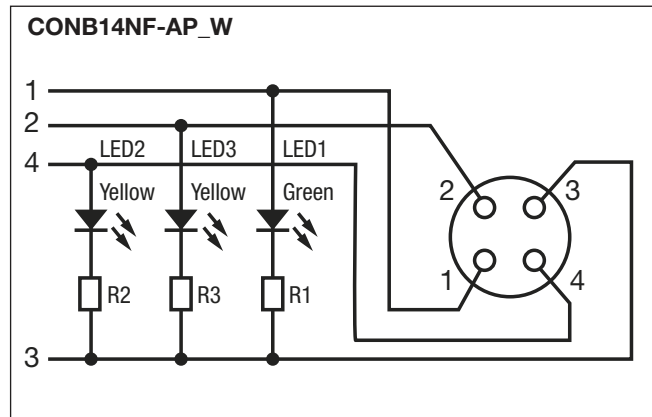 CONB14NF-AP_W
1
2
4
LED2 LED3 LED1
Yellow Yellow Green
2 3
1 4
R2 R3 R1
3